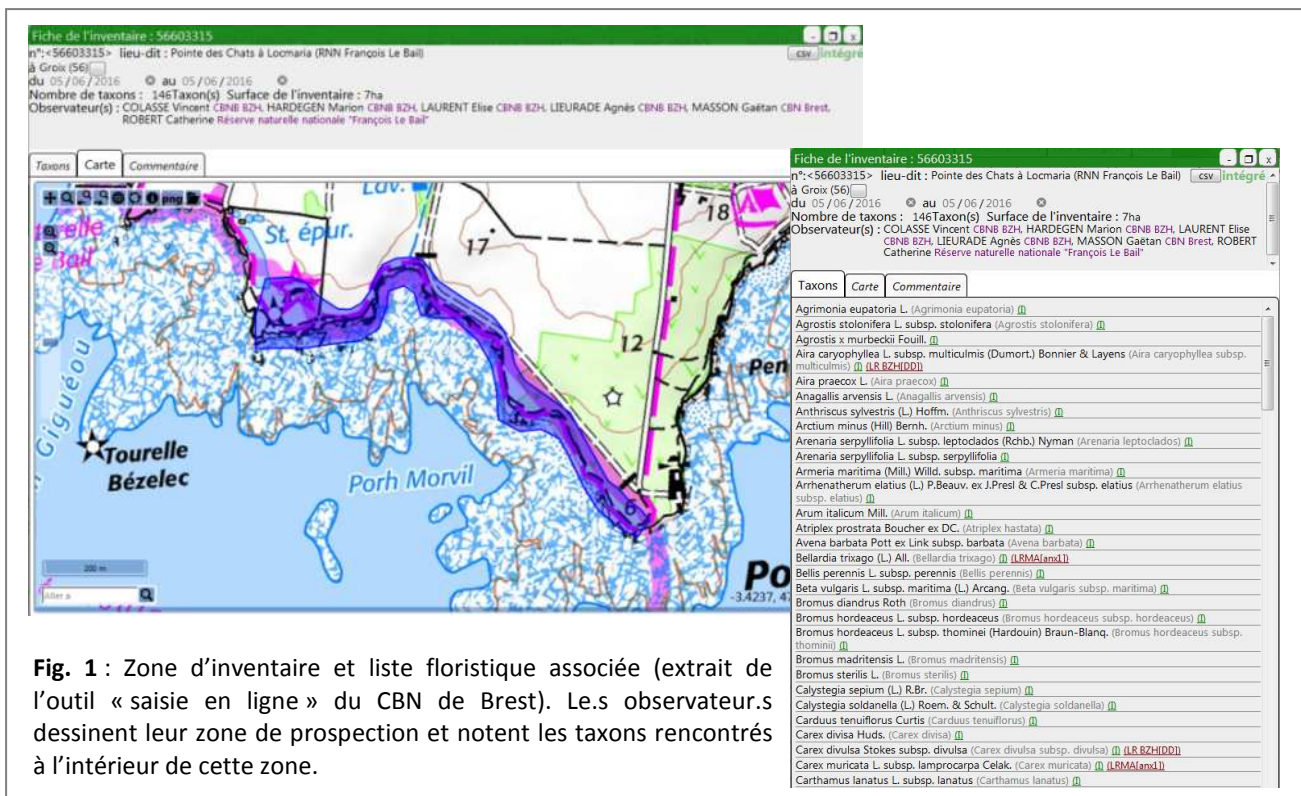 Fiche de l'inventaire : 56603315
n°:<56603315> lieu-dit : Pointe des Chats à Locmaria (RNN François Le Bail)
csv intégré
à Groix (56)
du 05/06/2016 au 05/06/2016
Nombre de taxons : 146Taxon(s) Surface de l'inventaire : 7ha
Observateur(s) : COLASSE Vincent CBNB BZH, HARDEGEN Marion CBNB BZH, LAURENT Elise CBNB BZH, LIEURADE Agnès CBNB BZH, MASSON Gaëtan CBN Brest,
ROBERT Catherine Réserve naturelle nationale "François Le Bail"
Taxons Carte Commentaire
png
Lav.
St. épur.
17
18
12
Pen
Giguéou
Tourelle
Bézelec
Porh Morvil
6
200 m
Aller à
Po
-3.4237, 47
Fiche de l'inventaire : 56603315
n°:<56603315> lieu-dit : Pointe des Chats à Locmaria (RNN François Le Bail) csv intégré
à Groix (56)
du 05/06/2016 au 05/06/2016
Nombre de taxons : 146Taxon(s) Surface de l'inventaire : 7ha
Observateur(s) : COLASSE Vincent CBNB BZH, HARDEGEN Marion CBNB BZH, LAURENT Elise
CBNB BZH, LIEURADE Agnès CBNB BZH, MASSON Gaëtan CBN Brest, ROBERT
Catherine Réserve naturelle nationale "François Le Bail"
Taxons Carte Commentaire
Agrimonia eupatoria L. (Agrimonia eupatoria) (I)
Agrostis stolonifera L. subsp. stolonifera (Agrostis stolonifera) (I)
Agrostis x murbeckii Fouill. (I)
Aira caryophyllea L. subsp. multiculmis (Dumort.) Bonnier & Layens (Aira caryophyllea subsp.
multiculmis) (I) (LR BZH[DD])
Aira praecox L. (Aira praecox) (I)
Anagallis arvensis L. (Anagallis arvensis) (I)
Anthriscus sylvestris (L.) Hoffm. (Anthriscus sylvestris) (I)
Arctium minus (Hill) Bernh. (Arctium minus) (I)
Arenaria serpyllifolia L. subsp. leptoclados (Rchb.) Nyman (Arenaria leptoclados) (I)
Arenaria serpyllifolia L. subsp. serpyllifolia (I)
Armeria maritima (Mill.) Willd. subsp. maritima (Armeria maritima) (I)
Arrhenatherum elatius (L.) P.Beauv. ex J.Presl & C.Presl subsp. elatius (Arrhenatherum elatius
subsp. elatius) (I)
Arum italicum Mill. (Arum italicum) (I)
Atriplex prostrata Boucher ex DC. (Atriplex hastata) (I)
Avena barbata Pott ex Link subsp. barbata (Avena barbata) (I)
Bellardia trixago (L.) All. (Bellardia trixago) (I) (LRMA[anx1])
Bellis perennis L. subsp. perennis (Bellis perennis) (I)
Beta vulgaris L. subsp. maritima (L.) Arcang. (Beta vulgaris subsp. maritima) (I)
Bromus diandrus Roth (Bromus diandrus) (I)
Bromus hordeaceus L. subsp. hordeaceus (Bromus hordeaceus subsp. hordeaceus) (I)
Bromus hordeaceus L. subsp. thominei (Hardouin) Braun-Blanq. (Bromus hordeaceus subsp.
thominii) (I)
Bromus madritensis L. (Bromus madritensis) (I)
Bromus sterilis L. (Bromus sterilis) (I)
Calystegia sepium (L.) R.Br. (Calystegia sepium) (I)
Calystegia soldanella (L.) Roem. & Schult. (Calystegia soldanella) (I)
Carduus tenuiflorus Curtis (Carduus tenuiflorus) (I)
Carex divisa Huds. (Carex divisa) (I)
Carex divulsa Stokes subsp. divulsa (Carex divulsa subsp. divulsa) (I) (LR BZH[DD])
Carex muricata L. subsp. lamprocarpa Celak. (Carex muricata) (I) (LRMA[anx1])
Carthamus lanatus L. subsp. lanatus (Carthamus lanatus) (I)
Fig. 1 : Zone d'inventaire et liste floristique associée (extrait de
l'outil « saisie en ligne » du CBN de Brest). Le.s observateur.s
dessinent leur zone de prospection et notent les taxons rencontrés
à l'intérieur de cette zone.